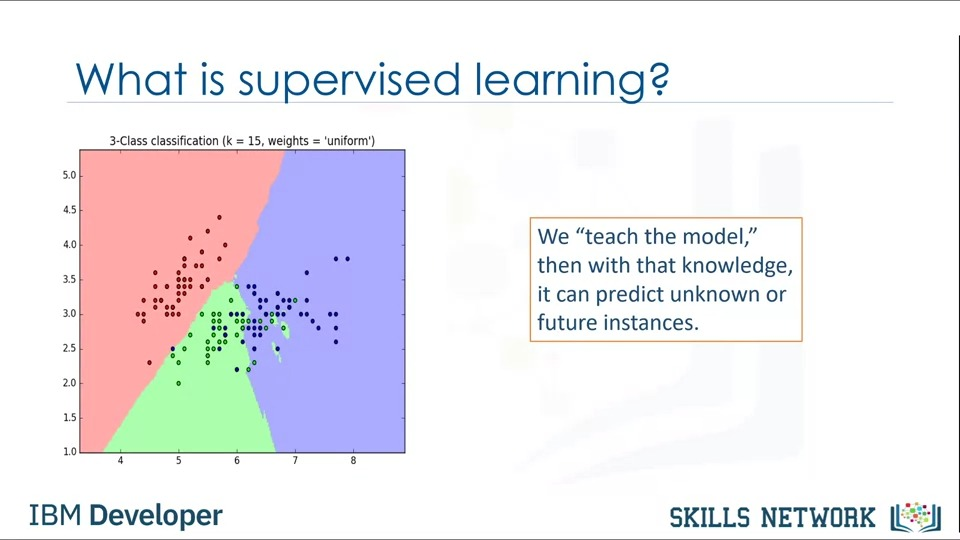 What is supervised learning?
3-Class classification (k = 15, weights = 'uniform')
5.0
4.5
4.0
3.5
3.0
2.5
2.0
1.5
1.0
4 5 6 7 8
We “teach the model,”
then with that knowledge,
it can predict unknown or
future instances.
IBM Developer
SKILLS NETWORK